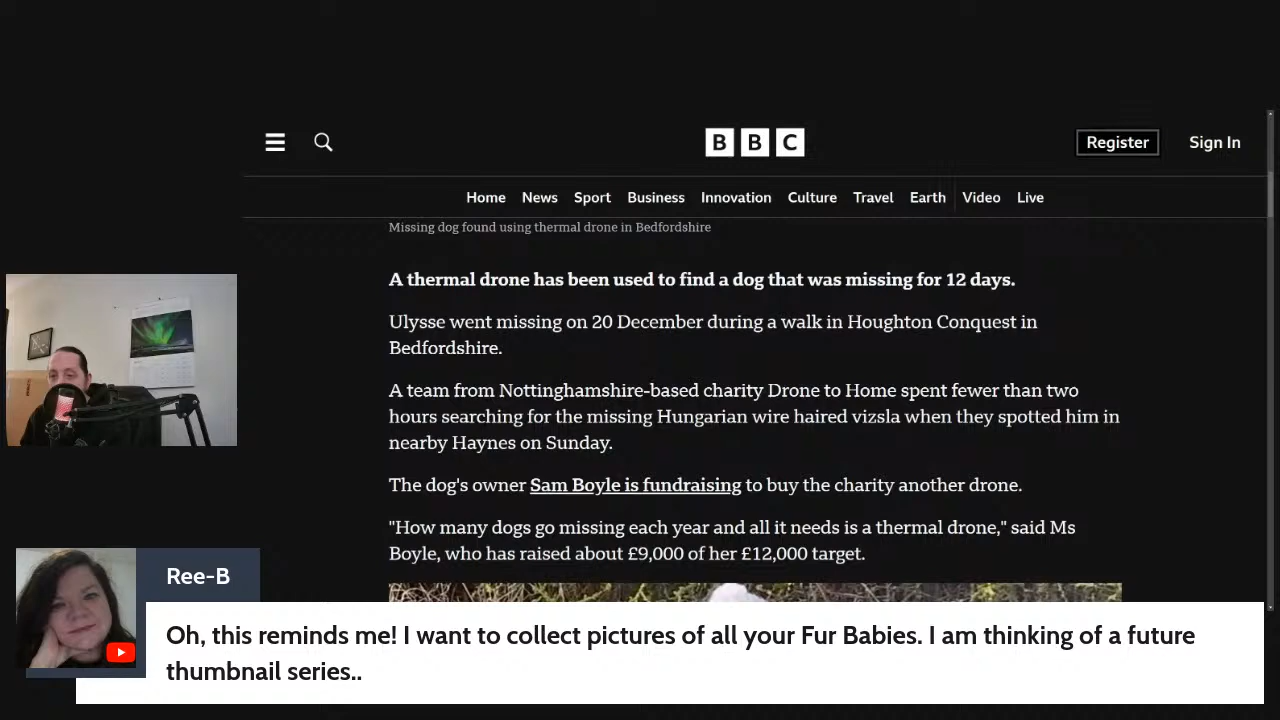 BBC
Register
Sign In
Home News Sport Business Innovation Culture Travel Earth Video Live
Missing dog found using thermal drone in Bedfordshire
A thermal drone has been used to find a dog that was missing for 12 days.
Ulysse went missing on 20 December during a walk in Houghton Conquest in
Bedfordshire.
A team from Nottinghamshire-based charity Drone to Home spent fewer than two
hours searching for the missing Hungarian wire haired vizsla when they spotted him in
nearby Haynes on Sunday.
The dog's owner Sam Boyle is fundraising to buy the charity another drone.
"How many dogs go missing each year and all it needs is a thermal drone," said Ms
Boyle, who has raised about £9,000 of her £12,000 target.
Ree-B
Oh, this reminds me! I want to collect pictures of all your Fur Babies. I am thinking of a future
thumbnail series..